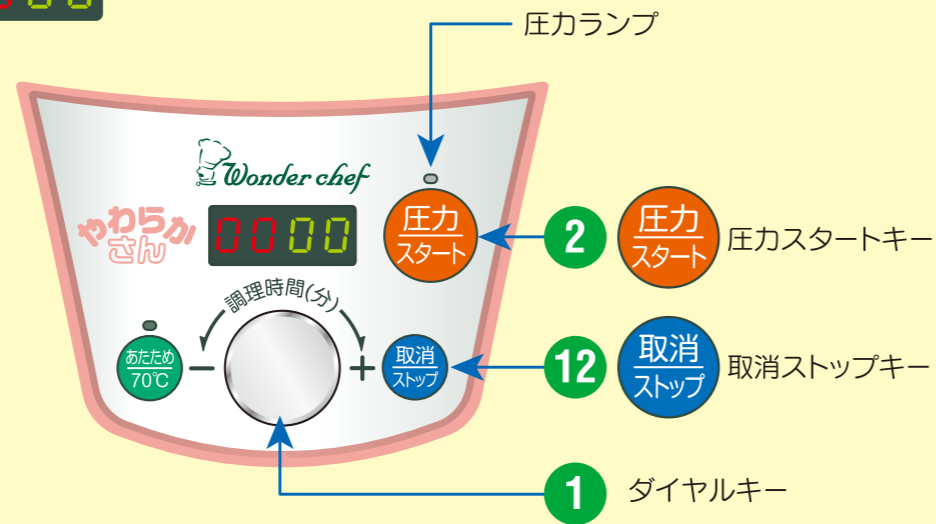 圧力ランプ
Wonder chef
やわらか
さん
0000
圧力
スタート
2
圧力
スタート
圧力スタートキー
調理時間(分)
あたため
70℃
−
+
取消
ストップ
12
取消
ストップ
取消ストップキー
1
ダイヤルキー